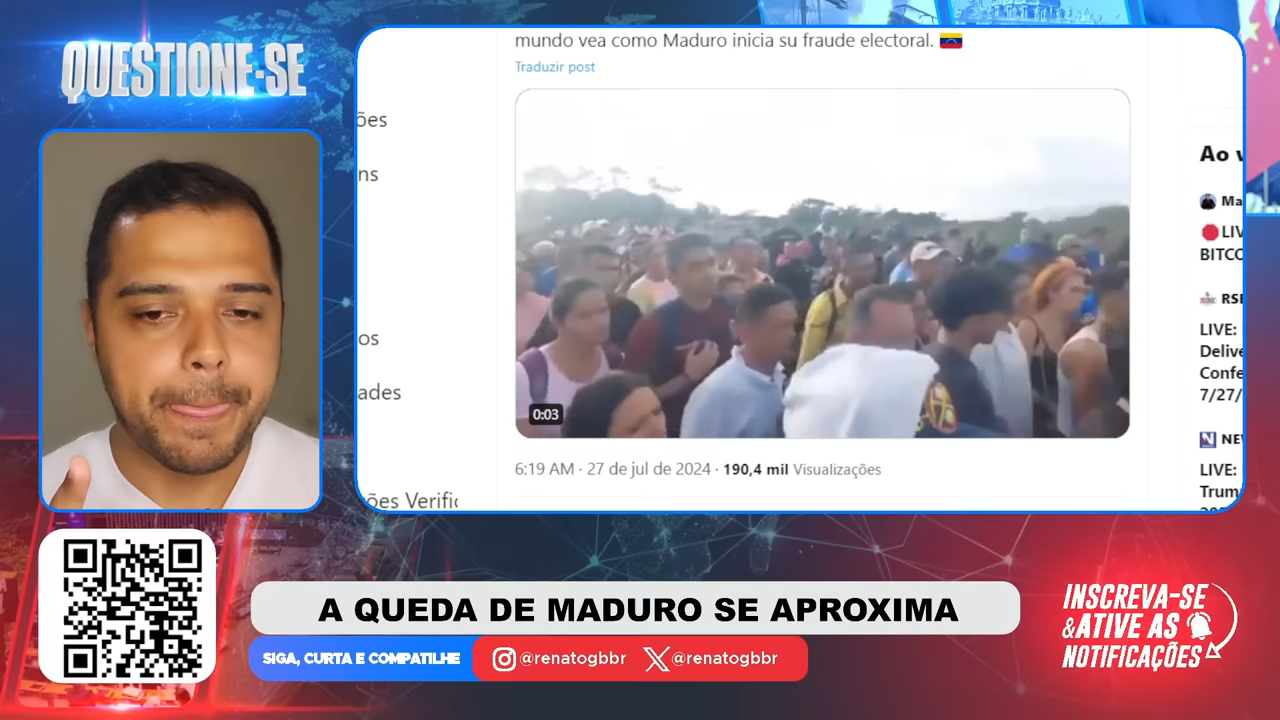 QUESTIONE-SE
mundo vea como Maduro inicia su fraude electoral.
Traduzir post
ões
ns
os
ades
ões Verific
0:03
6:19 AM · 27 de jul de 2024 · 190,4 mil Visualizações
Ao v
Ma
LIV
BITCO
RSB
LIVE:
Delive
Confe
7/27/
NEW
LIVE:
Trum
A QUEDA DE MADURO SE APROXIMA
SIGA, CURTA E COMPATILHE
@renatogbbr
@renatogbbr
INSCREVA-SE
&ATIVE AS
NOTIFICAÇÕES